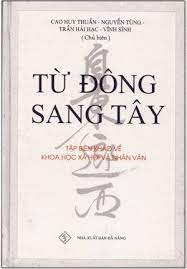 CAO HUY THUẦN - NGUYỄN TÙNG -
TRẦN HẢI HẠC - VĨNH SÍNH
( Chủ biên )
TỪ ĐÔNG
SANG TÂY
TẬP BIÊN KHẢO VỀ
KHOA HỌC XÃ HỘI VÀ NHÂN VĂN
NHÀ XUẤT BẢN ĐÀ NẴNG